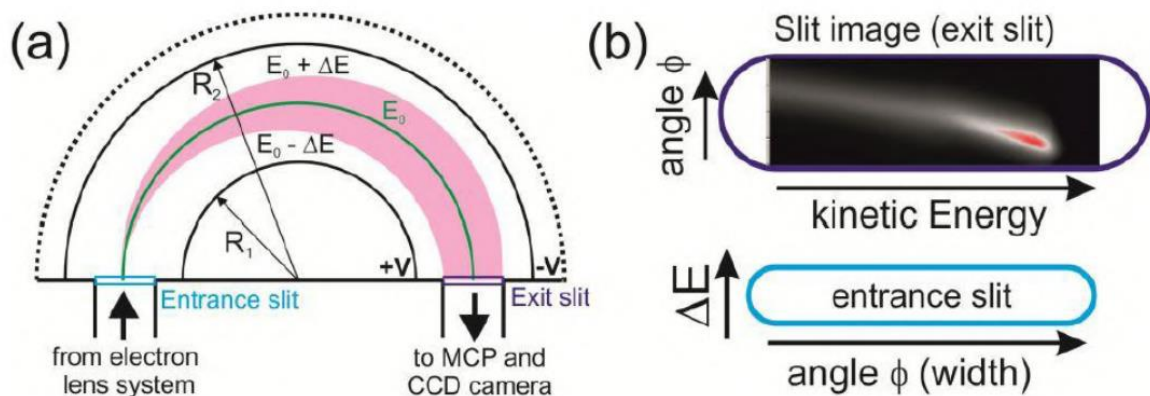 (a)
E₀ + ΔE
R₂
E₀
E₀ - ΔE
R₁
+V
-V
Entrance slit
Exit slit
from electron
lens system
to MCP and
CCD camera
(b)
Slit image (exit slit)
angle ϕ
kinetic Energy
ΔE
entrance slit
angle ϕ (width)